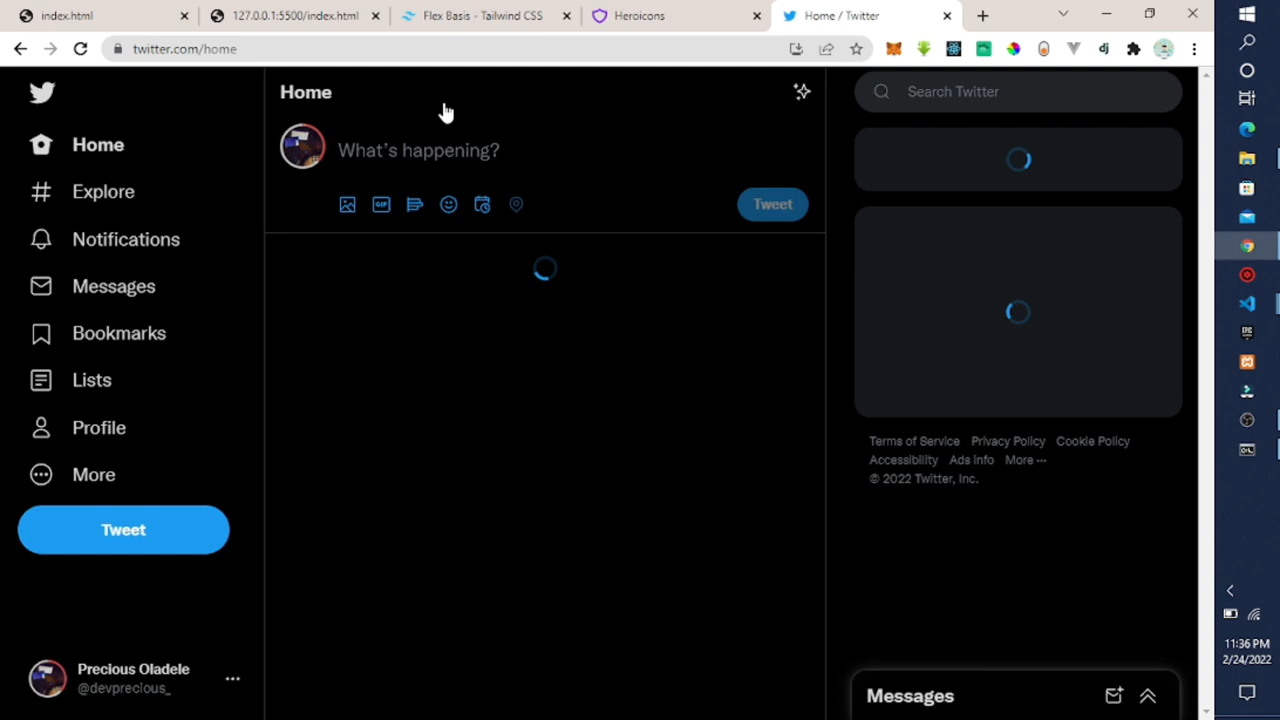 index.html
127.0.0.1:5500/index.html
Flex Basis - Tailwind CSS
Heroicons
Home / Twitter
twitter.com/home
Home
Search Twitter
What's happening?
GIF
Tweet
Home
Explore
Notifications
Messages
Bookmarks
Lists
Profile
More
Tweet
Terms of Service Privacy Policy Cookie Policy
Accessibility Ads info More ···
© 2022 Twitter, Inc.
Precious Oladele
@devprecious_
Messages
dj
EPIC
11:36 PM
2/24/2022